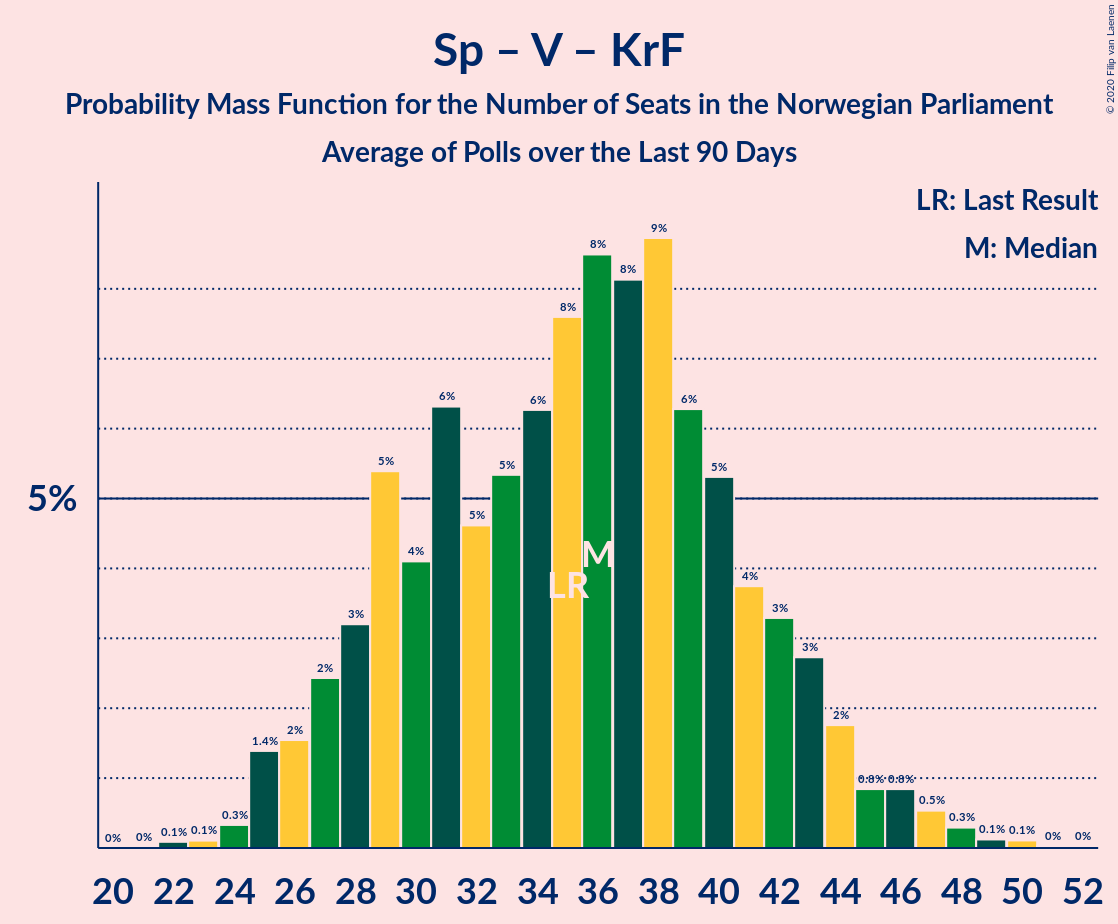 Sp – V – KrF
Probability Mass Function for the Number of Seats in the Norwegian Parliament
Average of Polls over the Last 90 Days
© 2020 Filip van Laenen
LR: Last Result
M: Median
5%
0% 0% 0.1% 0.1% 0.3% 1.4% 2% 2% 3% 5% 4% 6% 5% 5% 6% 8% 8% 8% 9% 6% 5% 4% 3% 3% 2% 0.8% 0.8% 0.5% 0.3% 0.1% 0.1% 0% 0%
M
LR
20 22 24 26 28 30 32 34 36 38 40 42 44 46 48 50 52